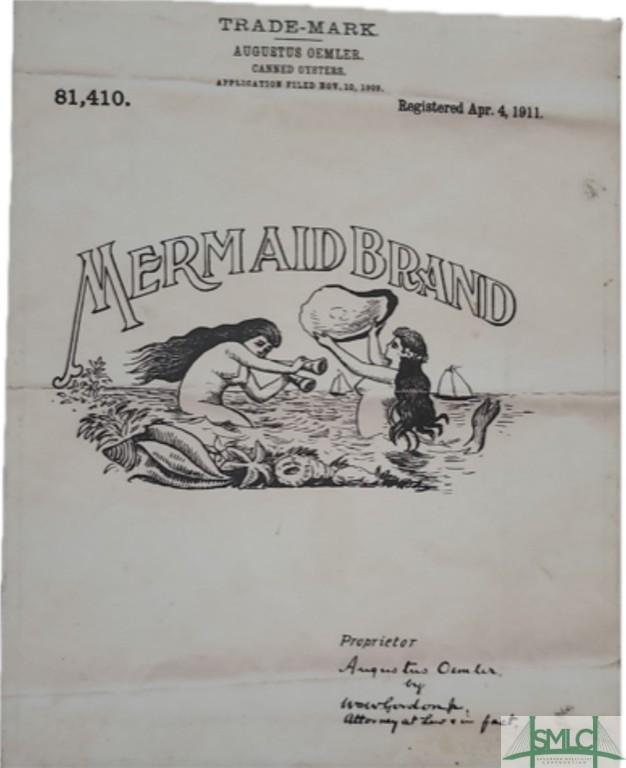 TRADE-MARK.
AUGUSTUS OEMLER.
CANNED OYSTERS.
APPLICATION FILED NOV. 10, 1909.
81,410.
Registered Apr. 4, 1911.
MERMAID BRAND
Proprietor
Augustus Oemler.
by
Attorney at Law & in fact.
SMLC
CORPORATION